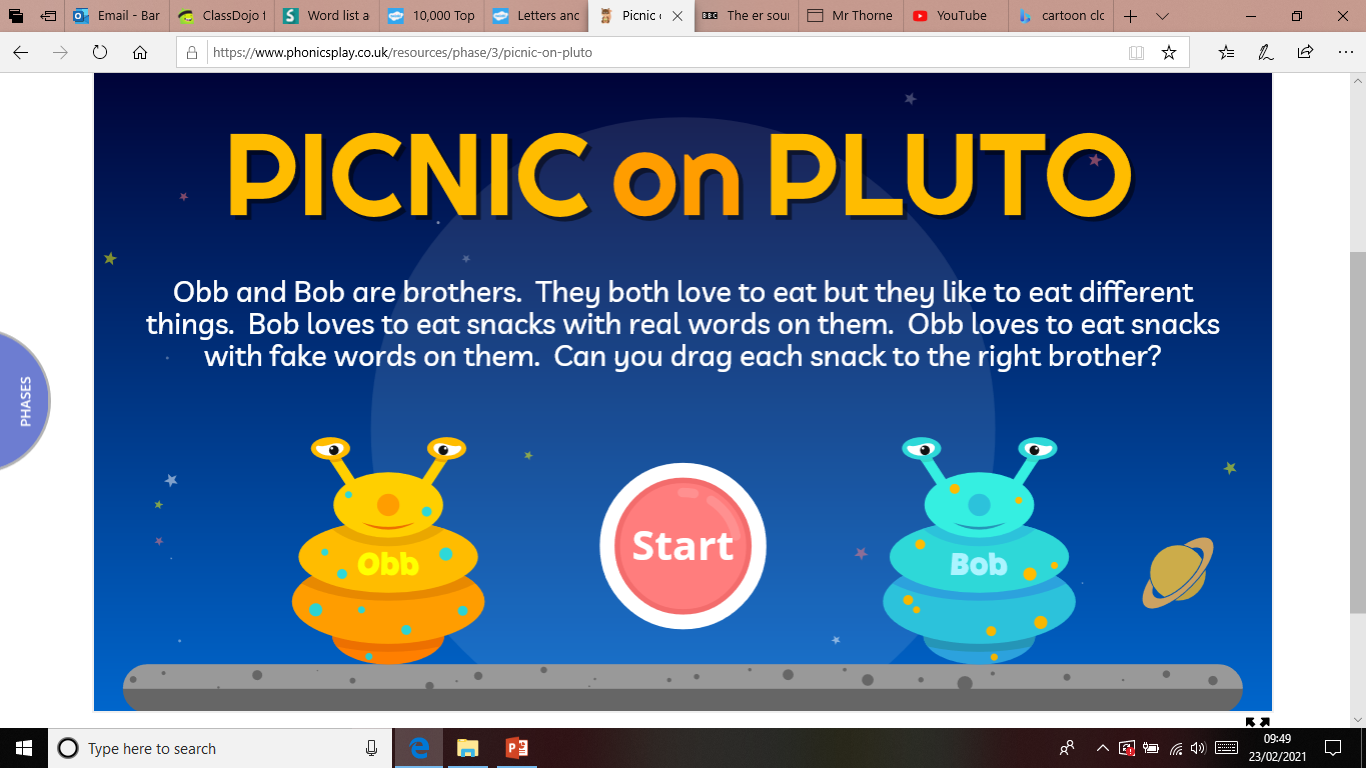 Email - Bar
ClassDojo f
Word list a
10,000 Top
Letters anc
Picnic o
BBC
The er soun
Mr Thorne
YouTube
cartoon clo
https://www.phonicsplay.co.uk/resources/phase/3/picnic-on-pluto
PICNIC on PLUTO
Obb and Bob are brothers. They both love to eat but they like to eat different
things. Bob loves to eat snacks with real words on them. Obb loves to eat snacks
with fake words on them. Can you drag each snack to the right brother?
PHASES
Obb
Start
Bob
Type here to search
09:49
23/02/2021